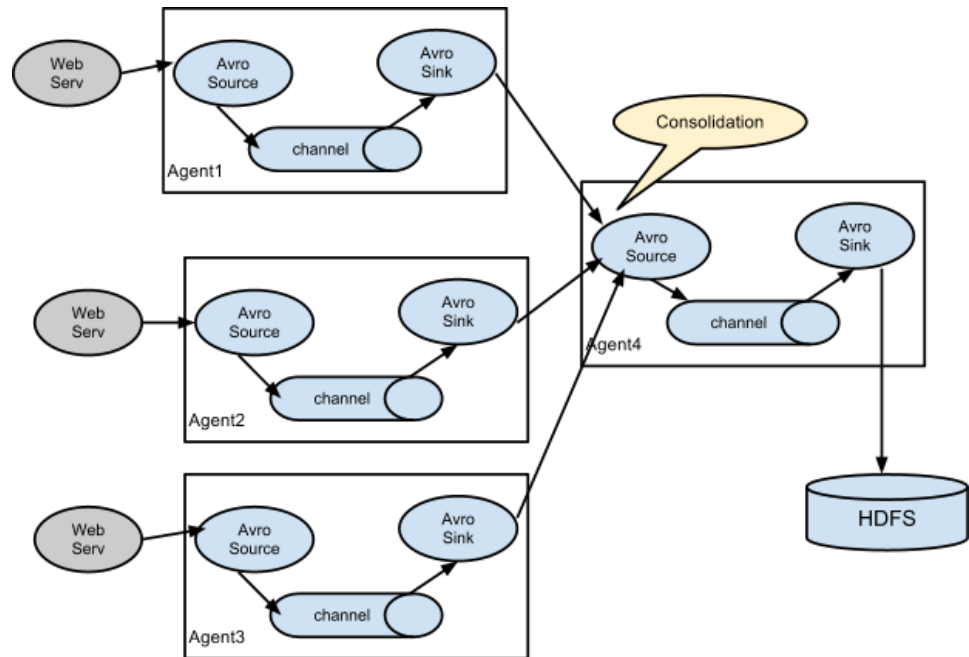 Web
Serv
Avro
Source
Avro
Sink
channel
Agent1
Consolidation
Avro
Source
Avro
Sink
channel
Agent4
Web
Serv
Avro
Source
Avro
Sink
channel
Agent2
HDFS
Web
Serv
Avro
Source
Avro
Sink
channel
Agent3